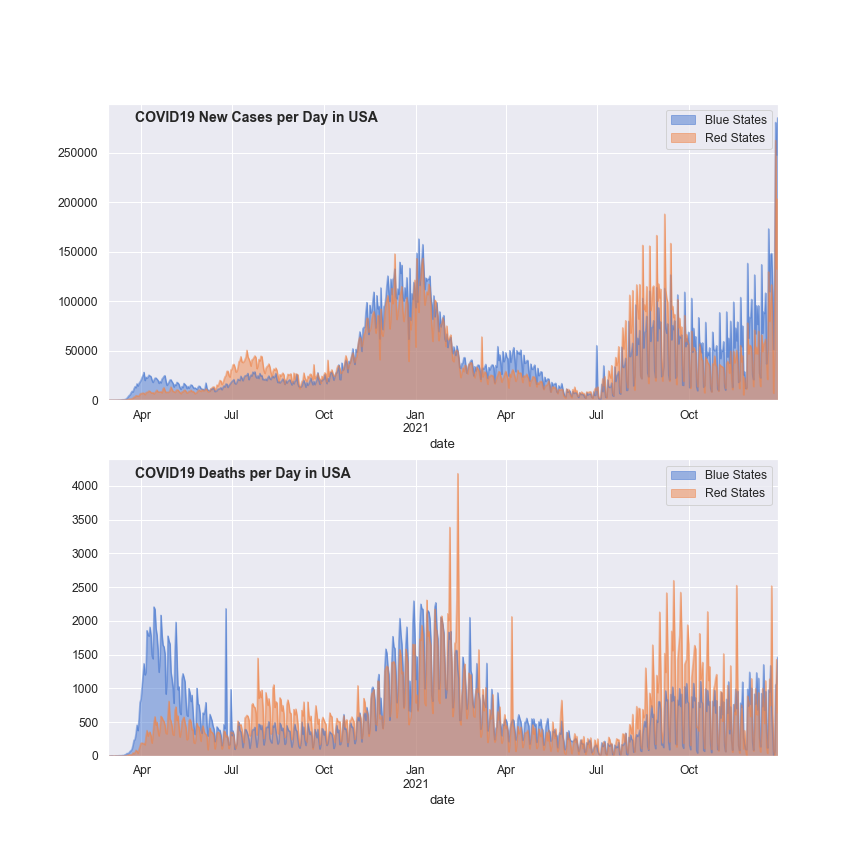 COVID19 New Cases per Day in USA
Blue States
Red States
250000
200000
150000
100000
50000
0
Apr
Jul
Oct
Jan
2021
Apr
Jul
Oct
date
COVID19 Deaths per Day in USA
Blue States
Red States
4000
3500
3000
2500
2000
1500
1000
500
0
Apr
Jul
Oct
Jan
2021
Apr
Jul
Oct
date